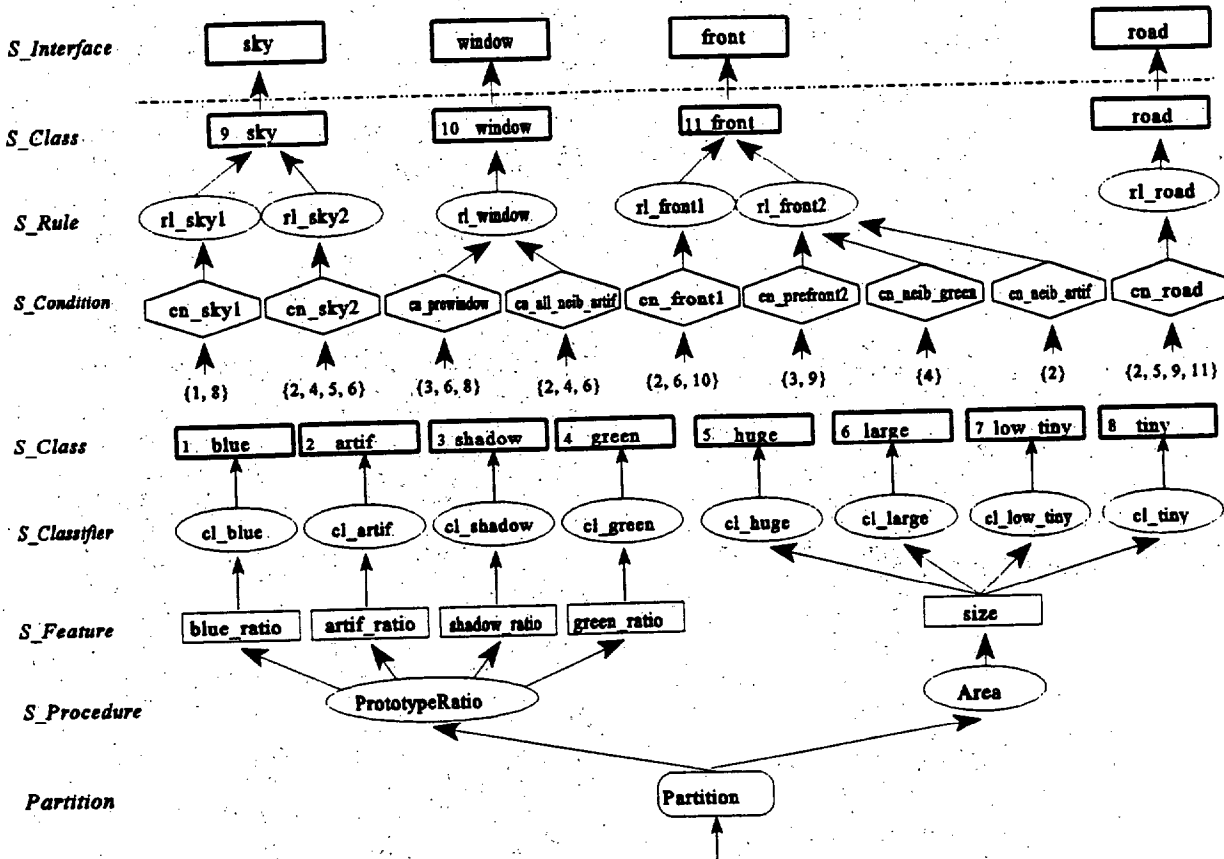 S_Interface sky window front road
S_Class 9 sky 10 window 11 front road
S_Rule rl_sky1 rl_sky2 rl_window rl_front1 rl_front2 rl_road
S_Condition cn_sky1 cn_sky2 cn_prewindow cn_all_neib_artif cn_front1 cn_prefront2 cn_neib_green cn_neib_artif cn_road
{1, 8} {2, 4, 5, 6} {3, 6, 8} {2, 4, 6} {2, 6, 10} {3, 9} {4} {2} {2, 5, 9, 11}
S_Class 1 blue 2 artif 3 shadow 4 green 5 huge 6 large 7 low tiny 8 tiny
S_Classifier cl_blue cl_artif cl_shadow cl_green cl_huge cl_large cl_low_tiny cl_tiny
S_Feature blue_ratio artif_ratio shadow_ratio green_ratio size
S_Procedure PrototypeRatio Area
Partition Partition